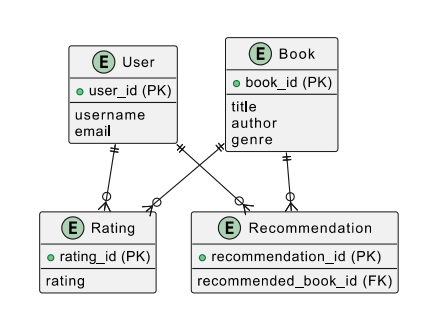 E User
user_id (PK)
username
email
E Book
book_id (PK)
title
author
genre
E Rating
rating_id (PK)
rating
E Recommendation
recommendation_id (PK)
recommended_book_id (FK)